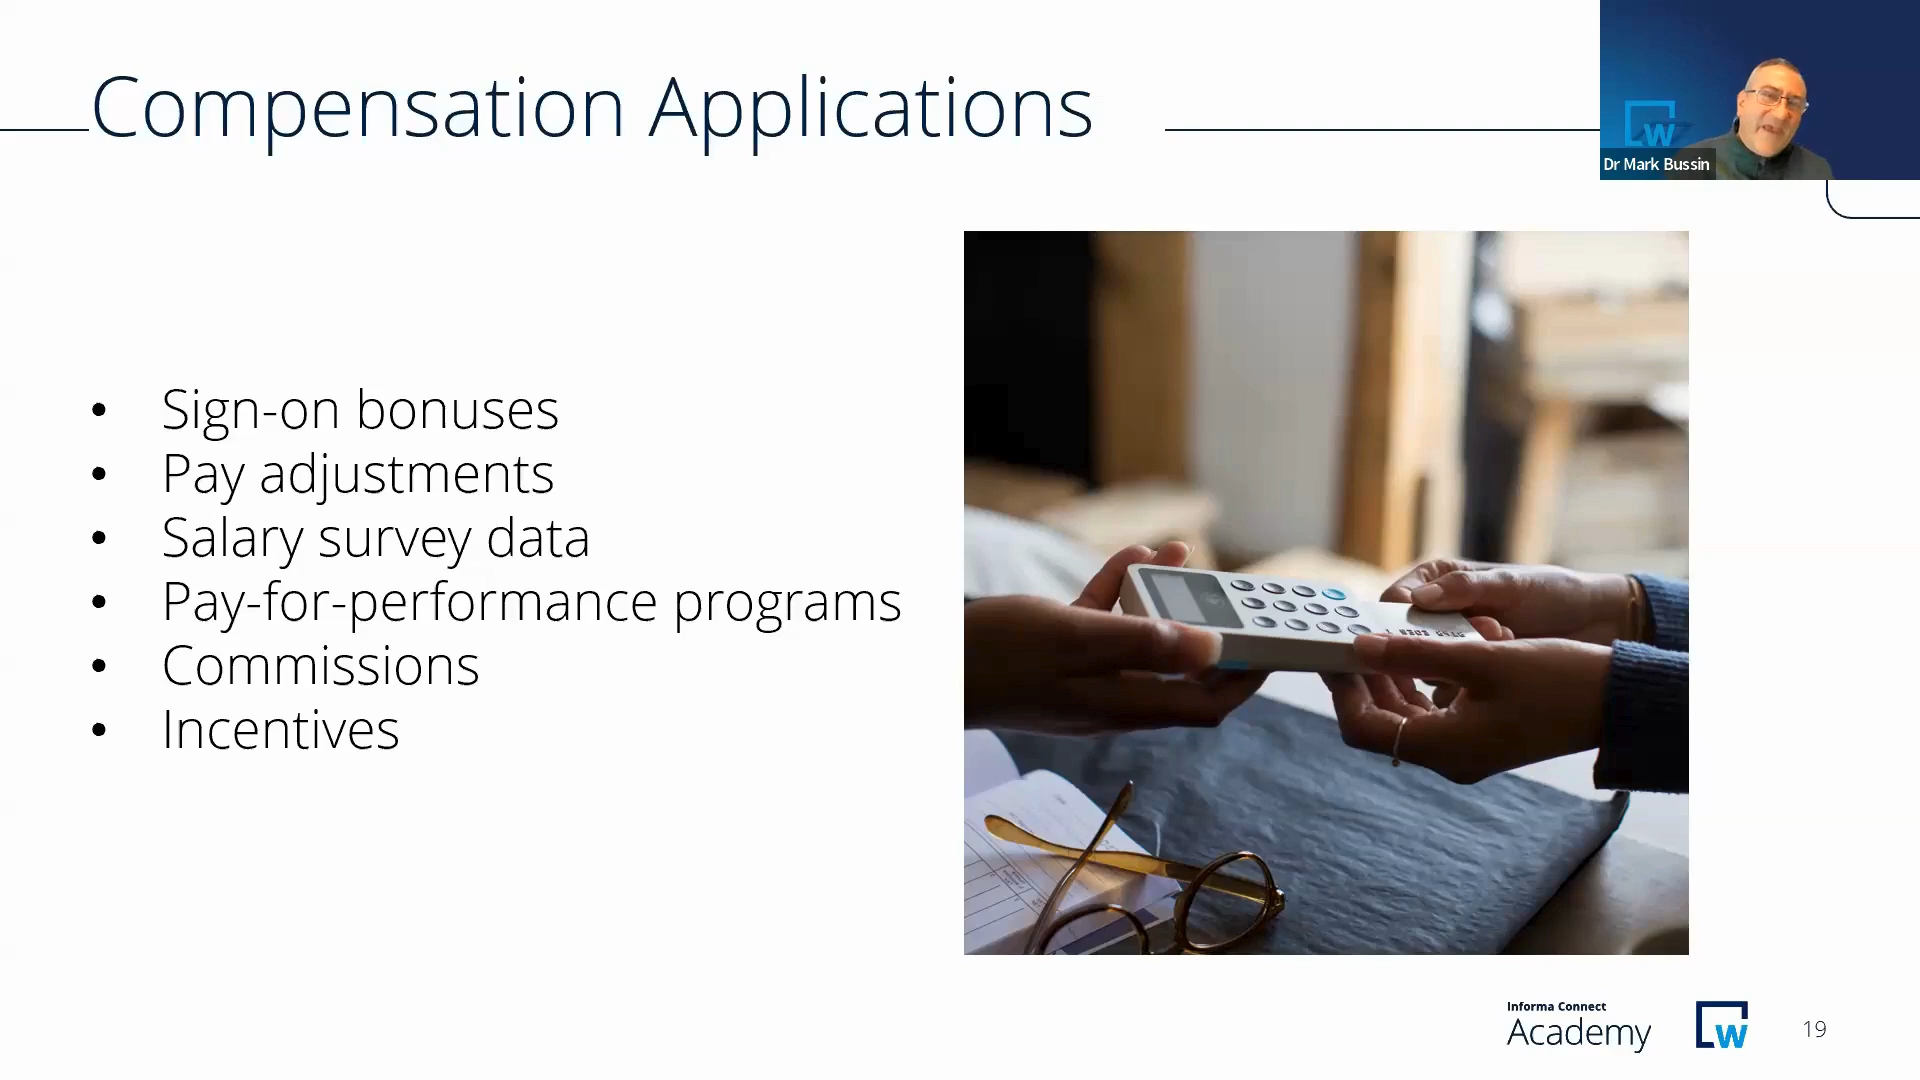 Compensation Applications
W
Dr Mark Bussin
• Sign-on bonuses
• Pay adjustments
• Salary survey data
• Pay-for-performance programs
• Commissions
• Incentives
Informa Connect
Academy
W
19